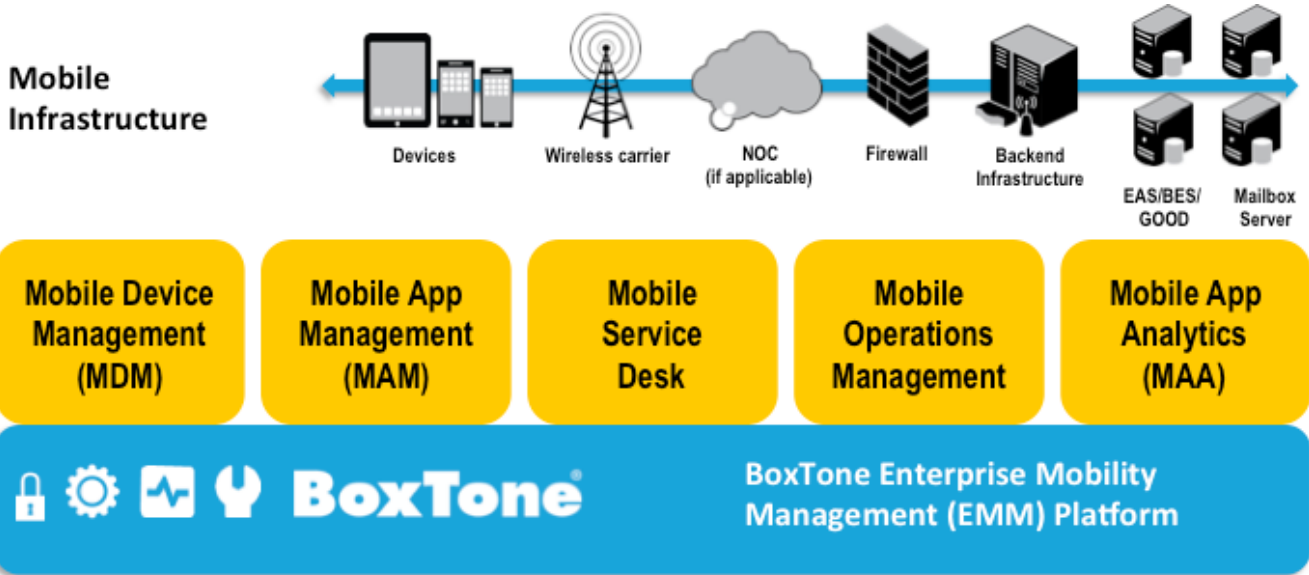 Mobile
Infrastructure
Devices
Wireless carrier
NOC
(if applicable)
Firewall
Backend
Infrastructure
EAS/BES/
GOOD
Mailbox
Server
Mobile Device
Management
(MDM)
Mobile App
Management
(MAM)
Mobile
Service
Desk
Mobile
Operations
Management
Mobile App
Analytics
(MAA)
BoxTone®
BoxTone Enterprise Mobility
Management (EMM) Platform